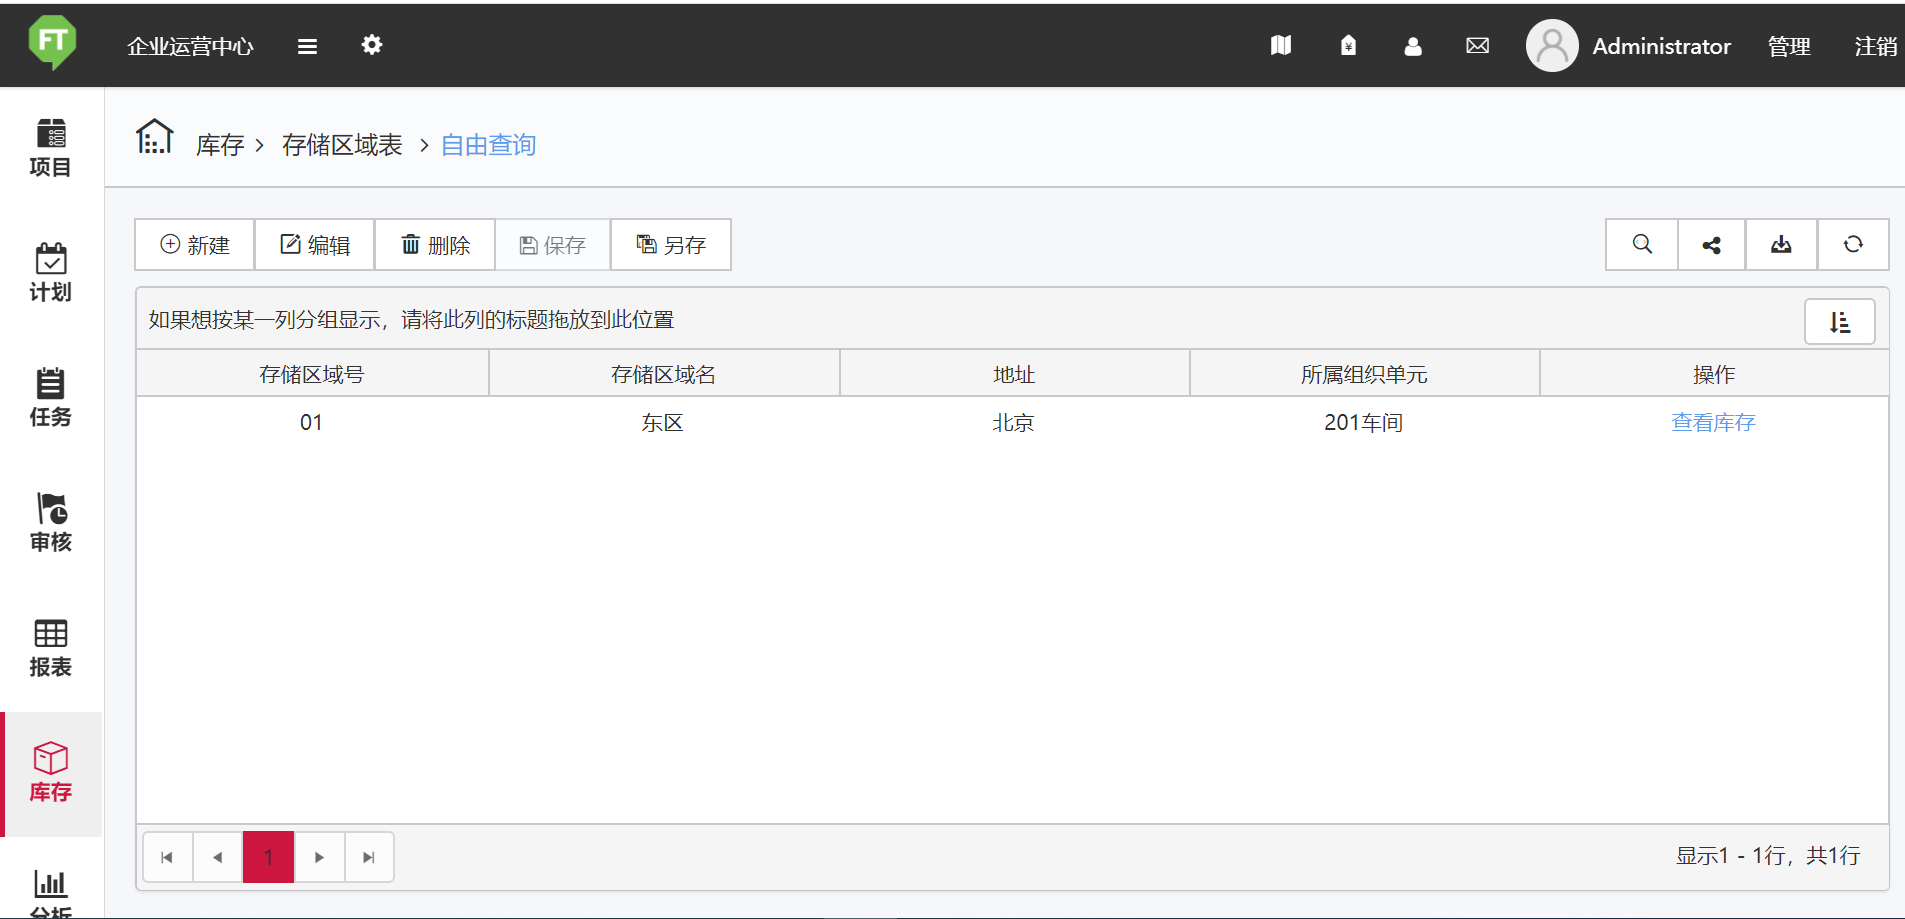 FT
企业运营中心
Administrator
管理
注销
项目
计划
任务
审核
报表
库存
分析
库存 > 存储区域表 > 自由查询
新建
编辑
删除
保存
另存
如果想按某一列分组显示，请将此列的标题拖放到此位置
存储区域号 存储区域名 地址 所属组织单元 操作
01 东区 北京 201车间 查看库存
1
显示1 - 1行，共1行